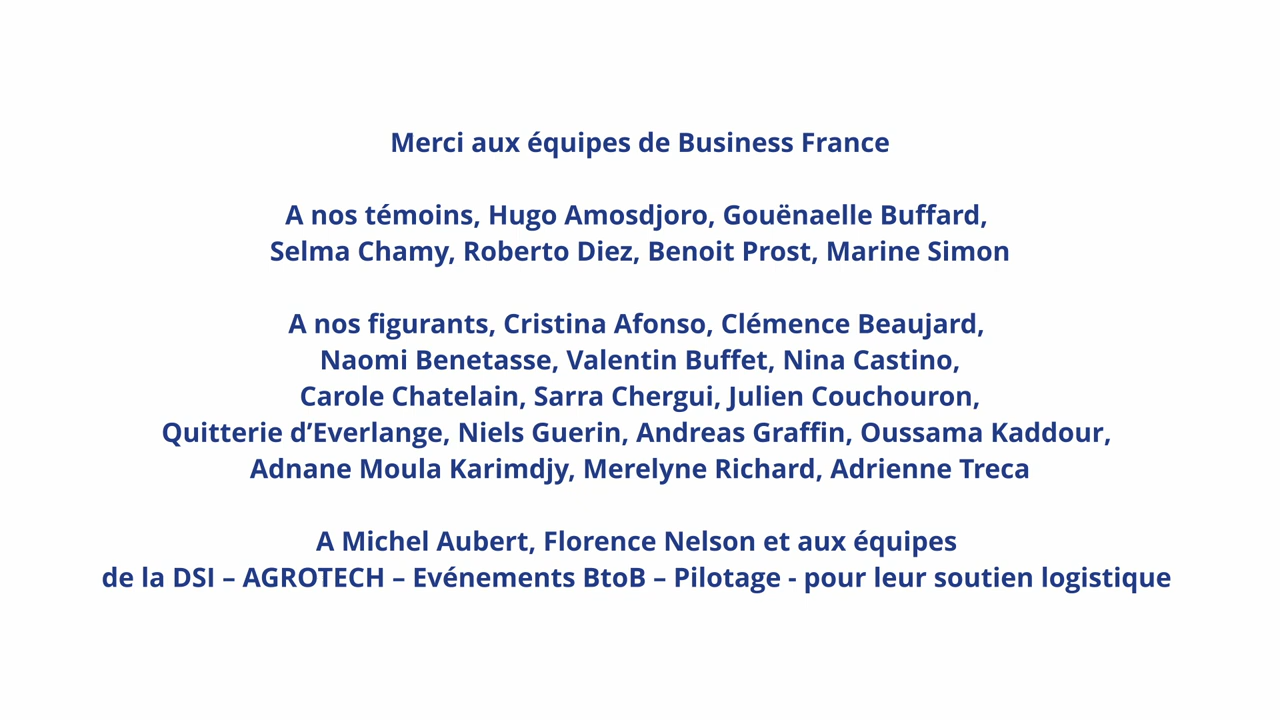 Merci aux équipes de Business France
A nos témoins, Hugo Amosdjoro, Gouënaelle Buffard,
Selma Chamy, Roberto Diez, Benoit Prost, Marine Simon
A nos figurants, Cristina Afonso, Clémence Beaujard,
Naomi Benetasse, Valentin Buffet, Nina Castino,
Carole Chatelain, Sarra Chergui, Julien Couchouron,
Quitterie d’Everlange, Niels Guerin, Andreas Graffin, Oussama Kaddour,
Adnane Moula Karimdjy, Merelyne Richard, Adrienne Treca
A Michel Aubert, Florence Nelson et aux équipes
de la DSI – AGROTECH – Evénements BtoB – Pilotage - pour leur soutien logistique